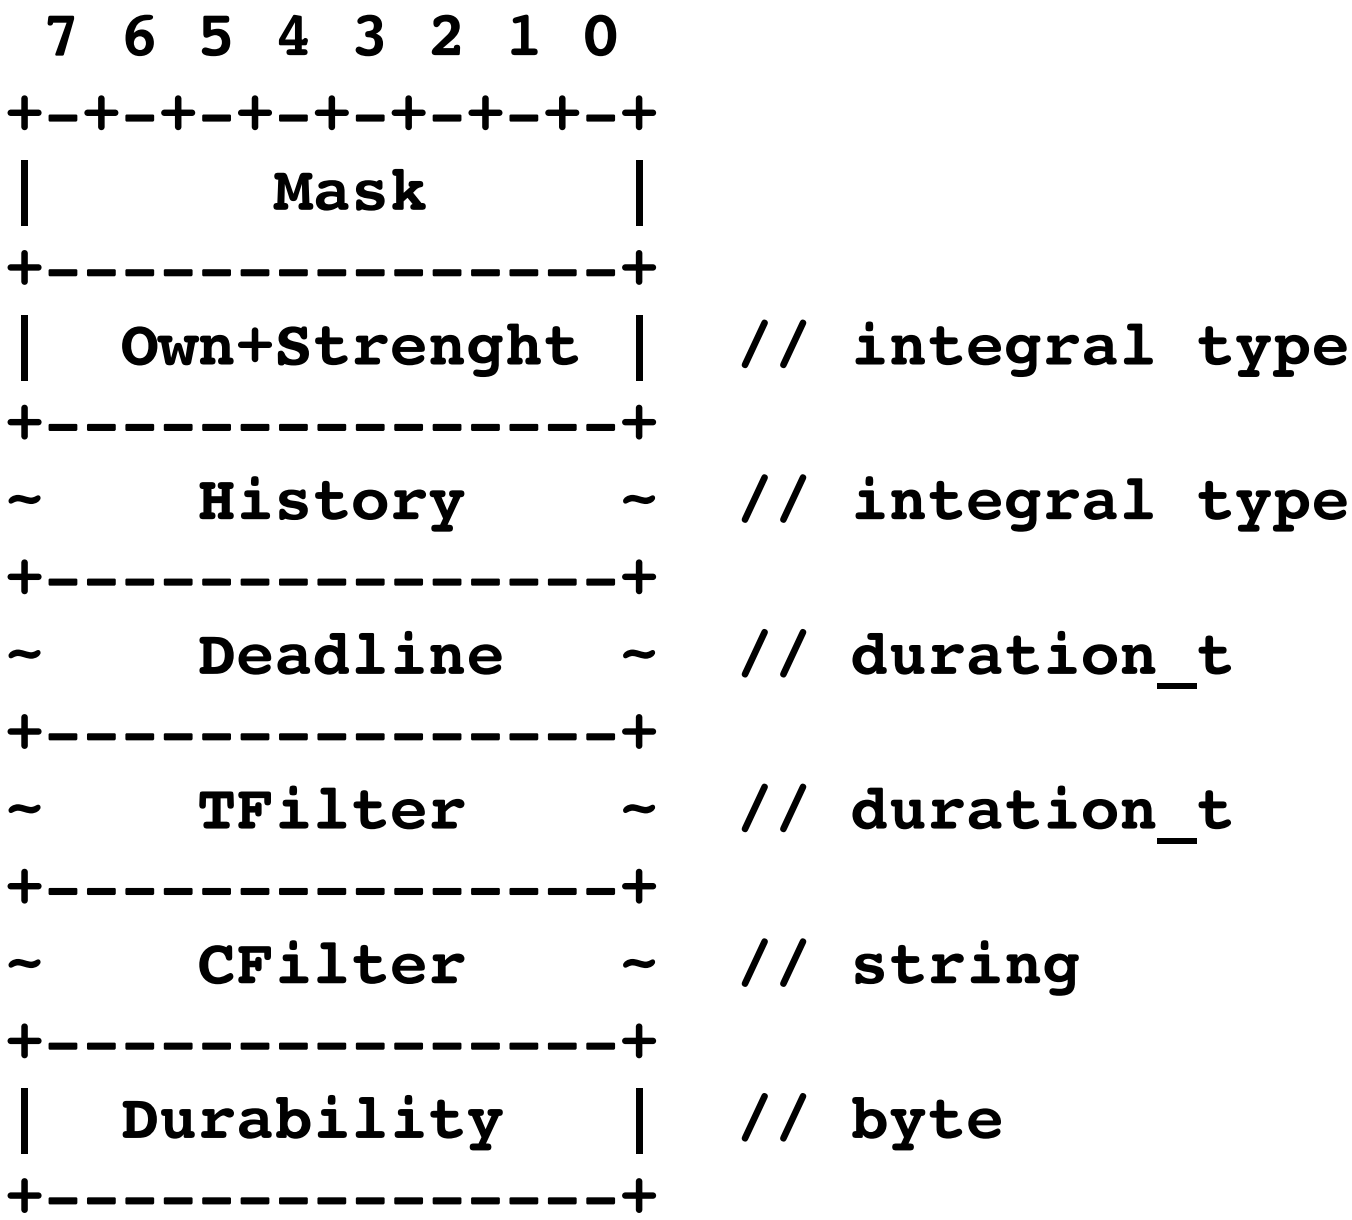 7 6 5 4 3 2 1 0
+-+-+-+-+-+-+-+-+
|      Mask     |
+---------------+
|  Own+Strenght |  // integral type
+---------------+
~    History    ~  // integral type
+---------------+
~    Deadline   ~  // duration_t
+---------------+
~    TFilter    ~  // duration_t
+---------------+
~    CFilter    ~  // string
+---------------+
|  Durability   |  // byte
+---------------+